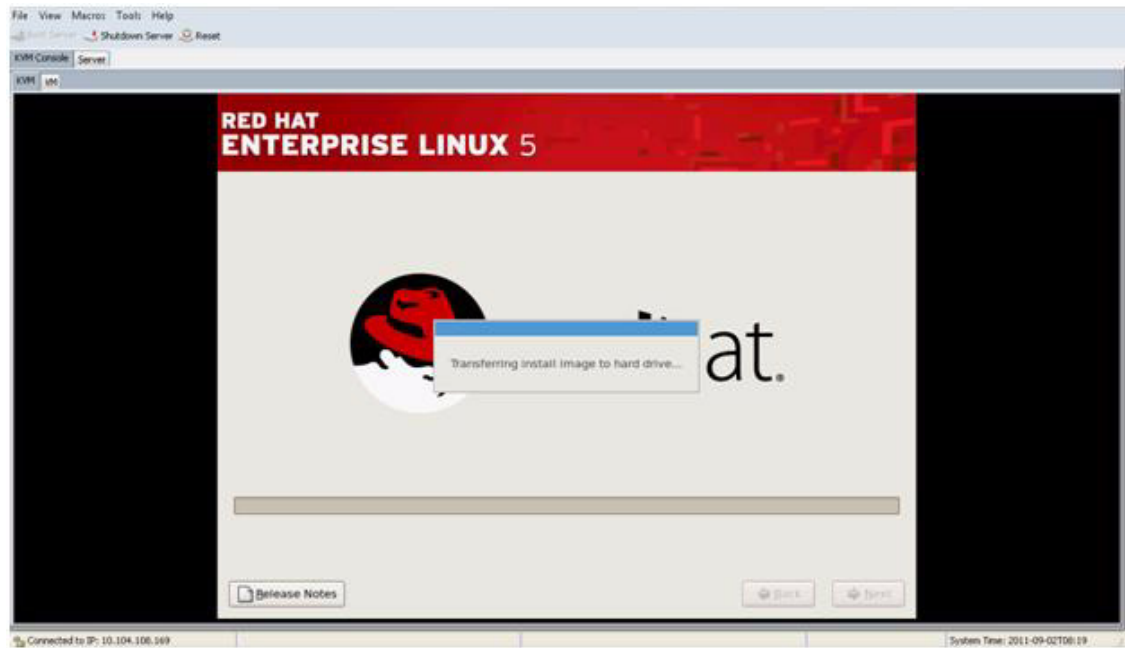 File View Macros Tools Help
Boot Server Shutdown Server Reset
KVM Console Server
KVM VM
RED HAT
ENTERPRISE LINUX 5
Transferring install image to hard drive...
at.
Release Notes
Back Next
Connected to IP: 10.104.108.169
System Time: 2011-09-02T08:19